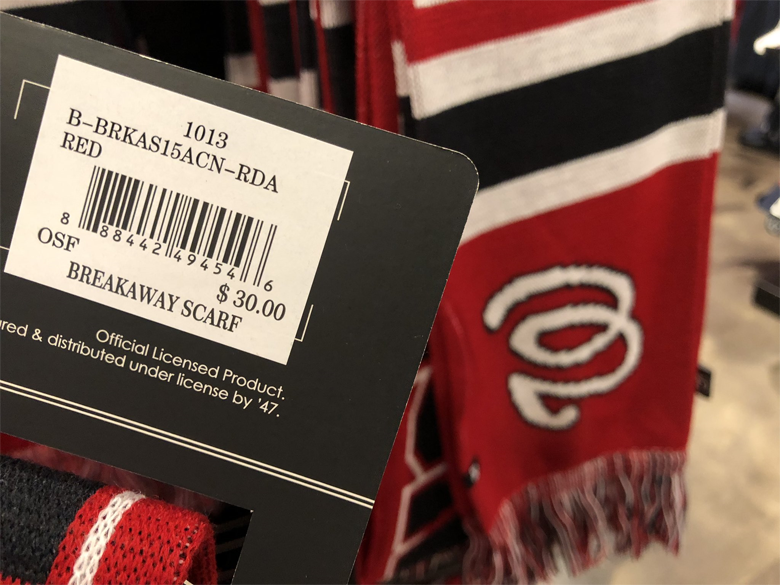 1013
B-BRKAS15ACN-RDA
RED
8 88442 49454 6
OSF
$ 30.00
BREAKAWAY SCARF
Official Licensed Product.
red & distributed under license by '47.